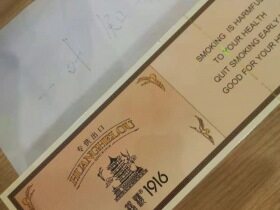 SMOKING IS HARMFUL
TO YOUR HEALTH
QUIT SMOKING EARLY
GOOD FOR YOUR HE
专供出口
HUANGHELOU
1916